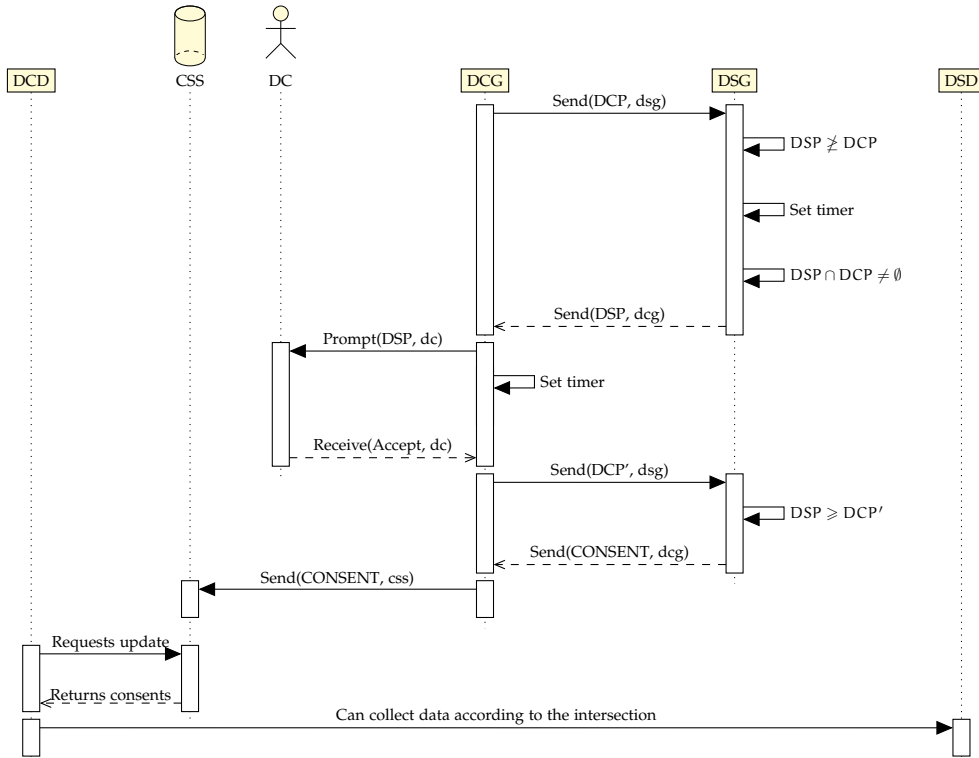 DCD
CSS
DC
DCG
DSG
DSD
Send(DCP, dsg)
DSP ≱ DCP
Set timer
DSP ∩ DCP ≠ ∅
Send(DSP, dcg)
Prompt(DSP, dc)
Set timer
Receive(Accept, dc)
Send(DCP', dsg)
DSP ⩾ DCP′
Send(CONSENT, dcg)
Send(CONSENT, css)
Requests update
Returns consents
Can collect data according to the intersection